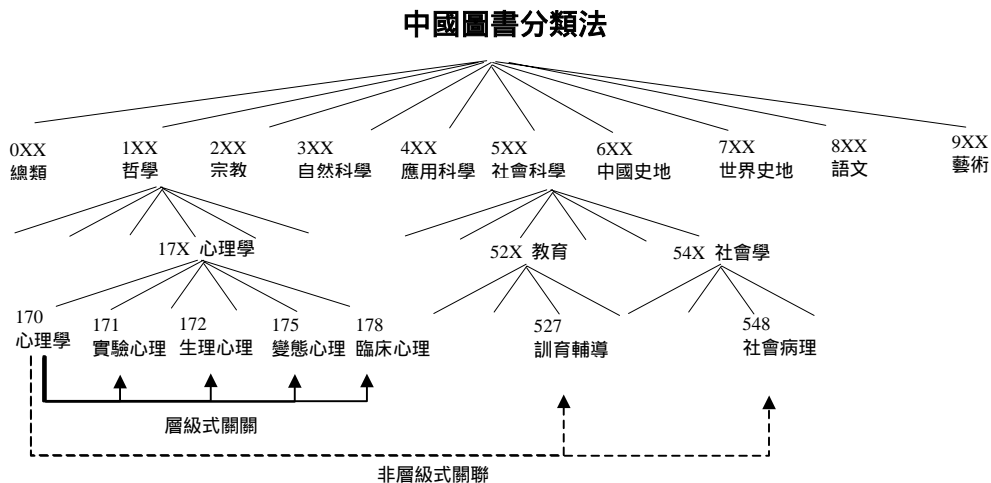 中國圖書分類法
0XX
總類
1XX
哲學
2XX
宗教
3XX
自然科學
4XX
應用科學
5XX
社會科學
6XX
中國史地
7XX
世界史地
8XX
語文
9XX
藝術
17X 心理學
52X 教育
54X 社會學
170
心理學
171
實驗心理
172
生理心理
175
變態心理
178
臨床心理
527
訓育輔導
548
社會病理
層級式關關
非層級式關聯